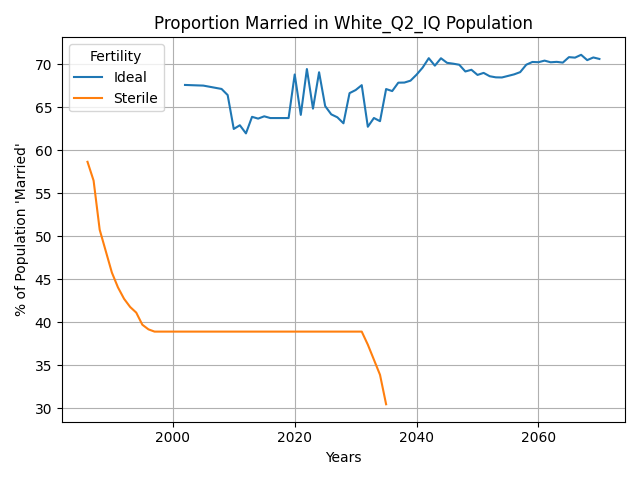 Proportion Married in White_Q2_IQ Population
Fertility
Ideal
Sterile
% of Population 'Married'
70
65
60
55
50
45
40
35
30
2000
2020
2040
2060
Years